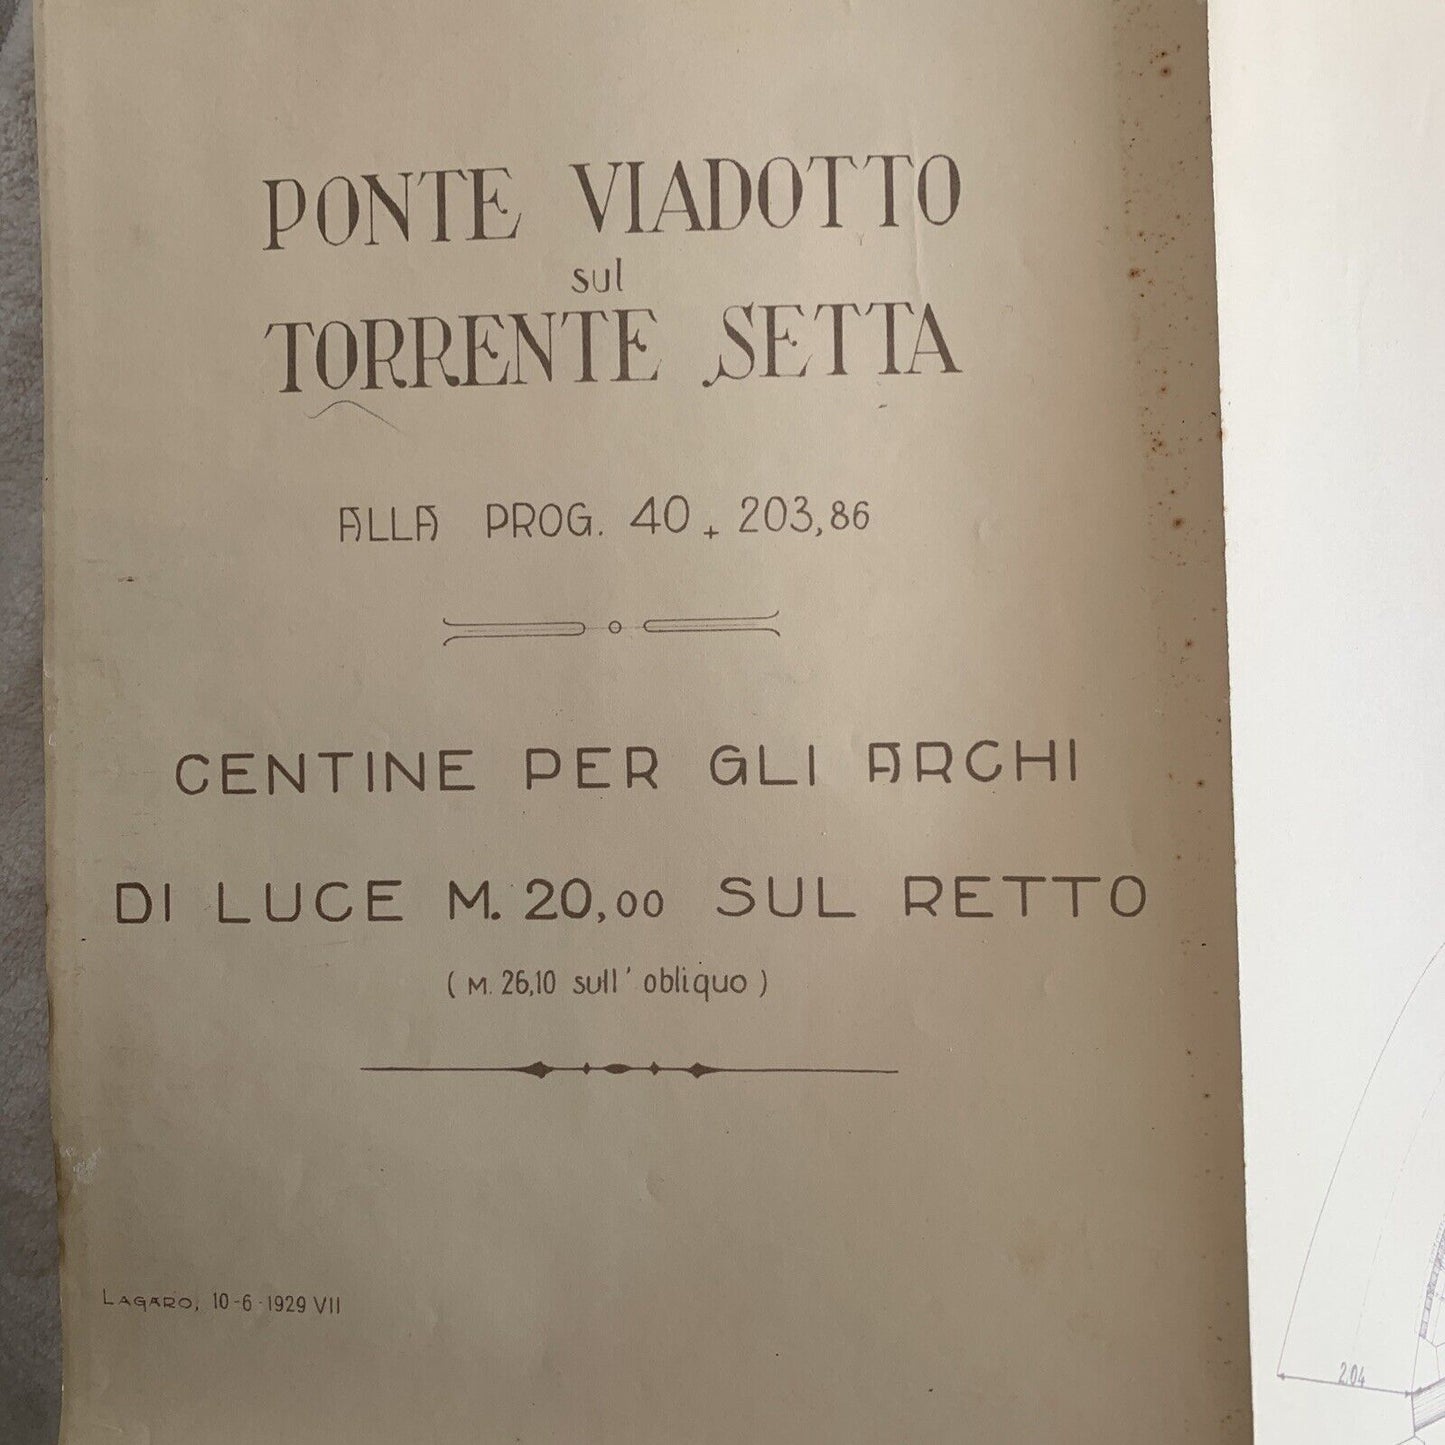 PONTE VIADOTTO
sul
TORRENTE SETTA
ALLA PROG. 40 + 203,86
CENTINE PER GLI ARCHI
DI LUCE M. 20,00 SUL RETTO
( M. 26,10 sull' obliquo )
LAGARO, 10-6-1929 VII
2,04